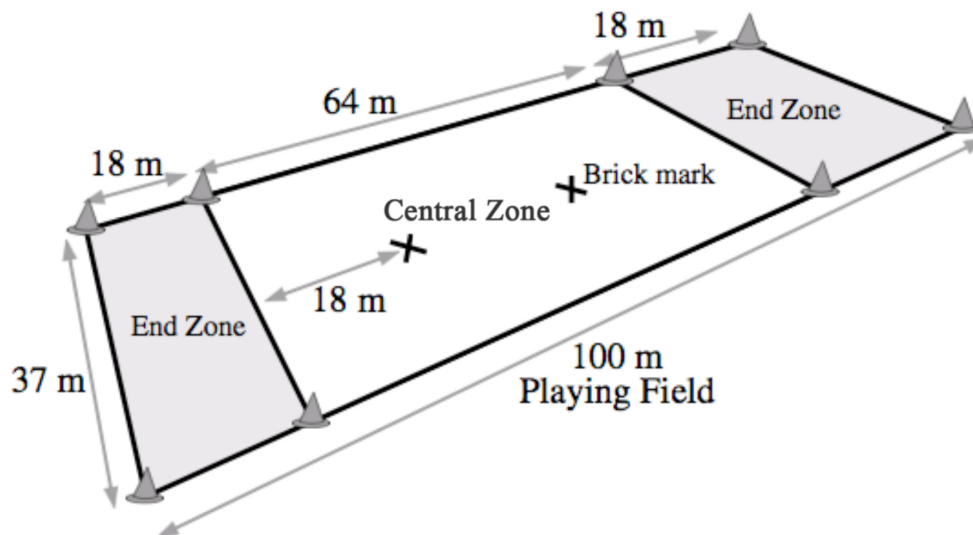 18 m
End Zone
64 m
Brick mark
18 m
Central Zone
18 m
End Zone
37 m
100 m
Playing Field